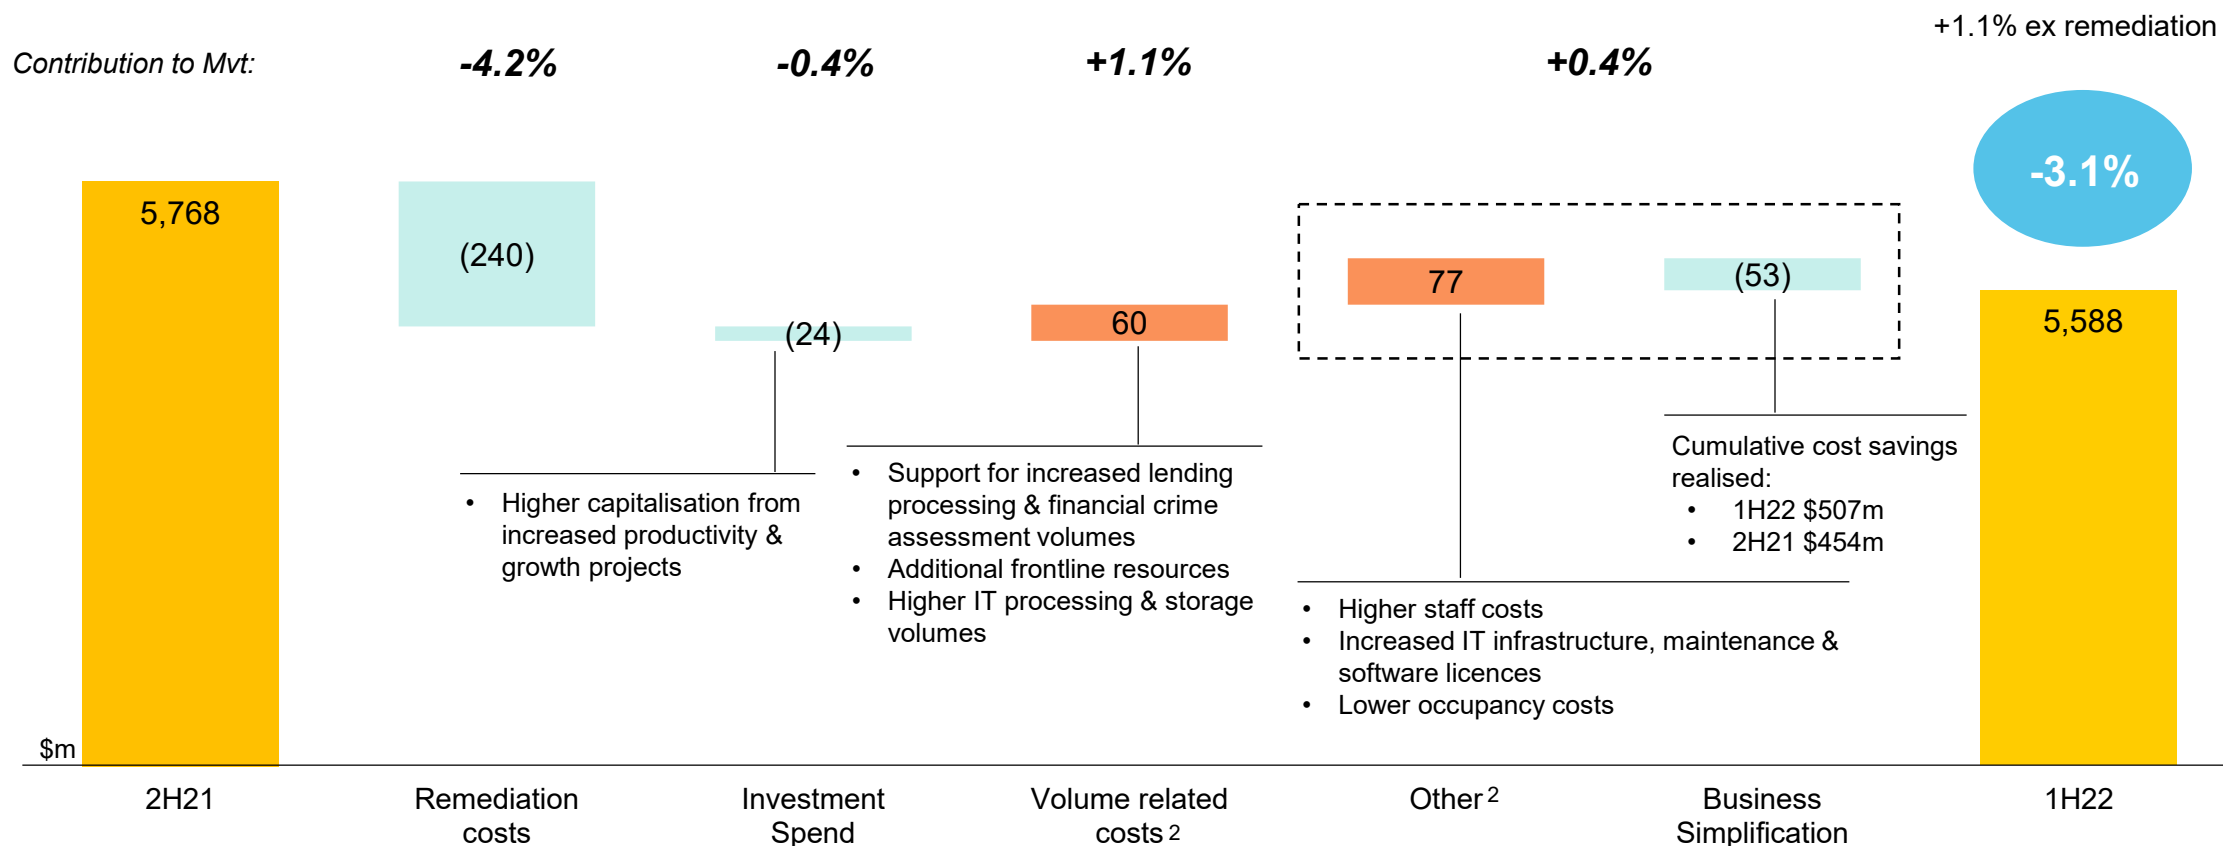 +1.1% ex remediation
Contribution to Mvt:
-4.2%
-0.4%
+1.1%
+0.4%
-3.1%
5,768
(240)
(24)
60
77
(53)
5,588
• Higher capitalisation from
increased productivity &
growth projects
• Support for increased lending
processing & financial crime
assessment volumes
• Additional frontline resources
• Higher IT processing & storage
volumes
Cumulative cost savings
realised:
• 1H22 $507m
• 2H21 $454m
• Higher staff costs
• Increased IT infrastructure, maintenance &
software licences
• Lower occupancy costs
$m
2H21
Remediation
costs
Investment
Spend
Volume related
costs 2
Other 2
Business
Simplification
1H22